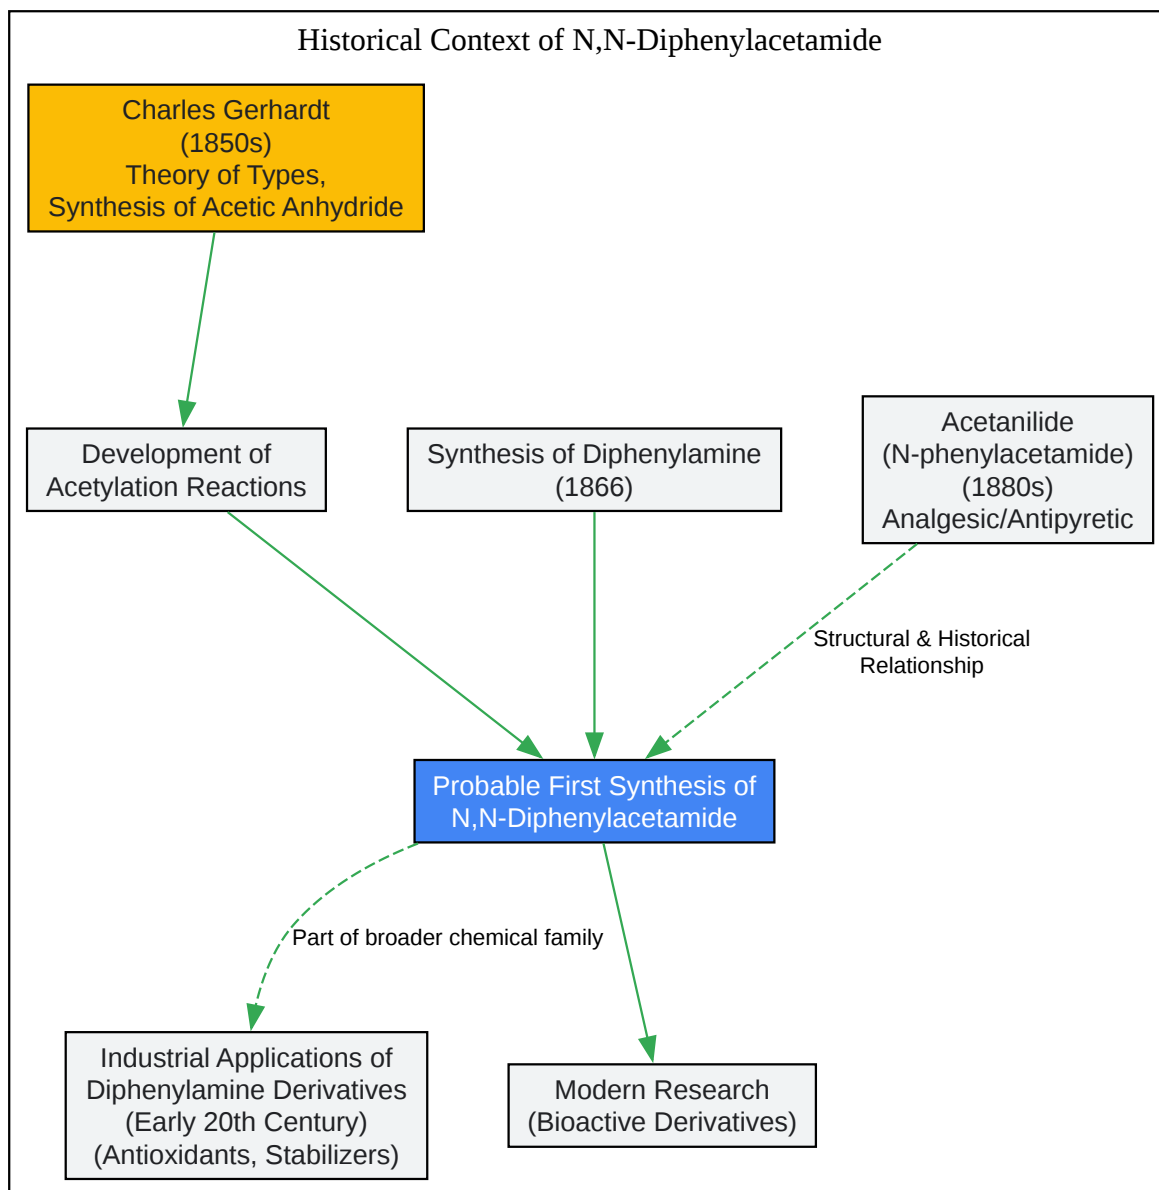 Historical Context of N,N-Diphenylacetamide
Charles Gerhardt
(1850s)
Theory of Types,
Synthesis of Acetic Anhydride
Development of
Acetylation Reactions
Synthesis of Diphenylamine
(1866)
Acetanilide
(N-phenylacetamide)
(1880s)
Analgesic/Antipyretic
Structural & Historical
Relationship
Probable First Synthesis of
N,N-Diphenylacetamide
Part of broader chemical family
Industrial Applications of
Diphenylamine Derivatives
(Early 20th Century)
(Antioxidants, Stabilizers)
Modern Research
(Bioactive Derivatives)